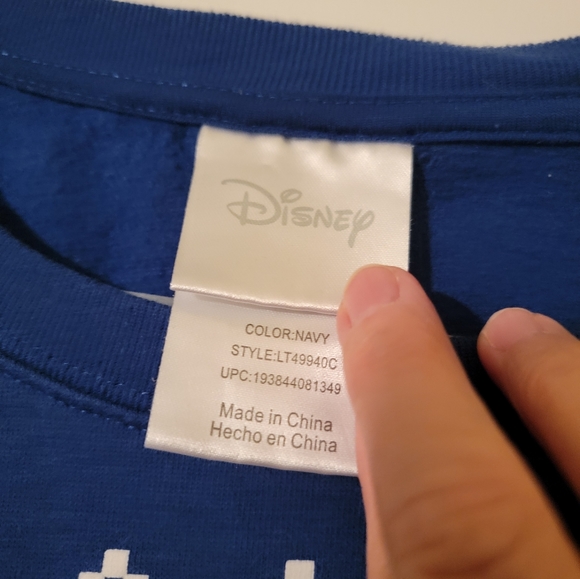 Disney
COLOR:NAVY
STYLE:LT49940C
UPC:193844081349
Made in China
Hecho en China